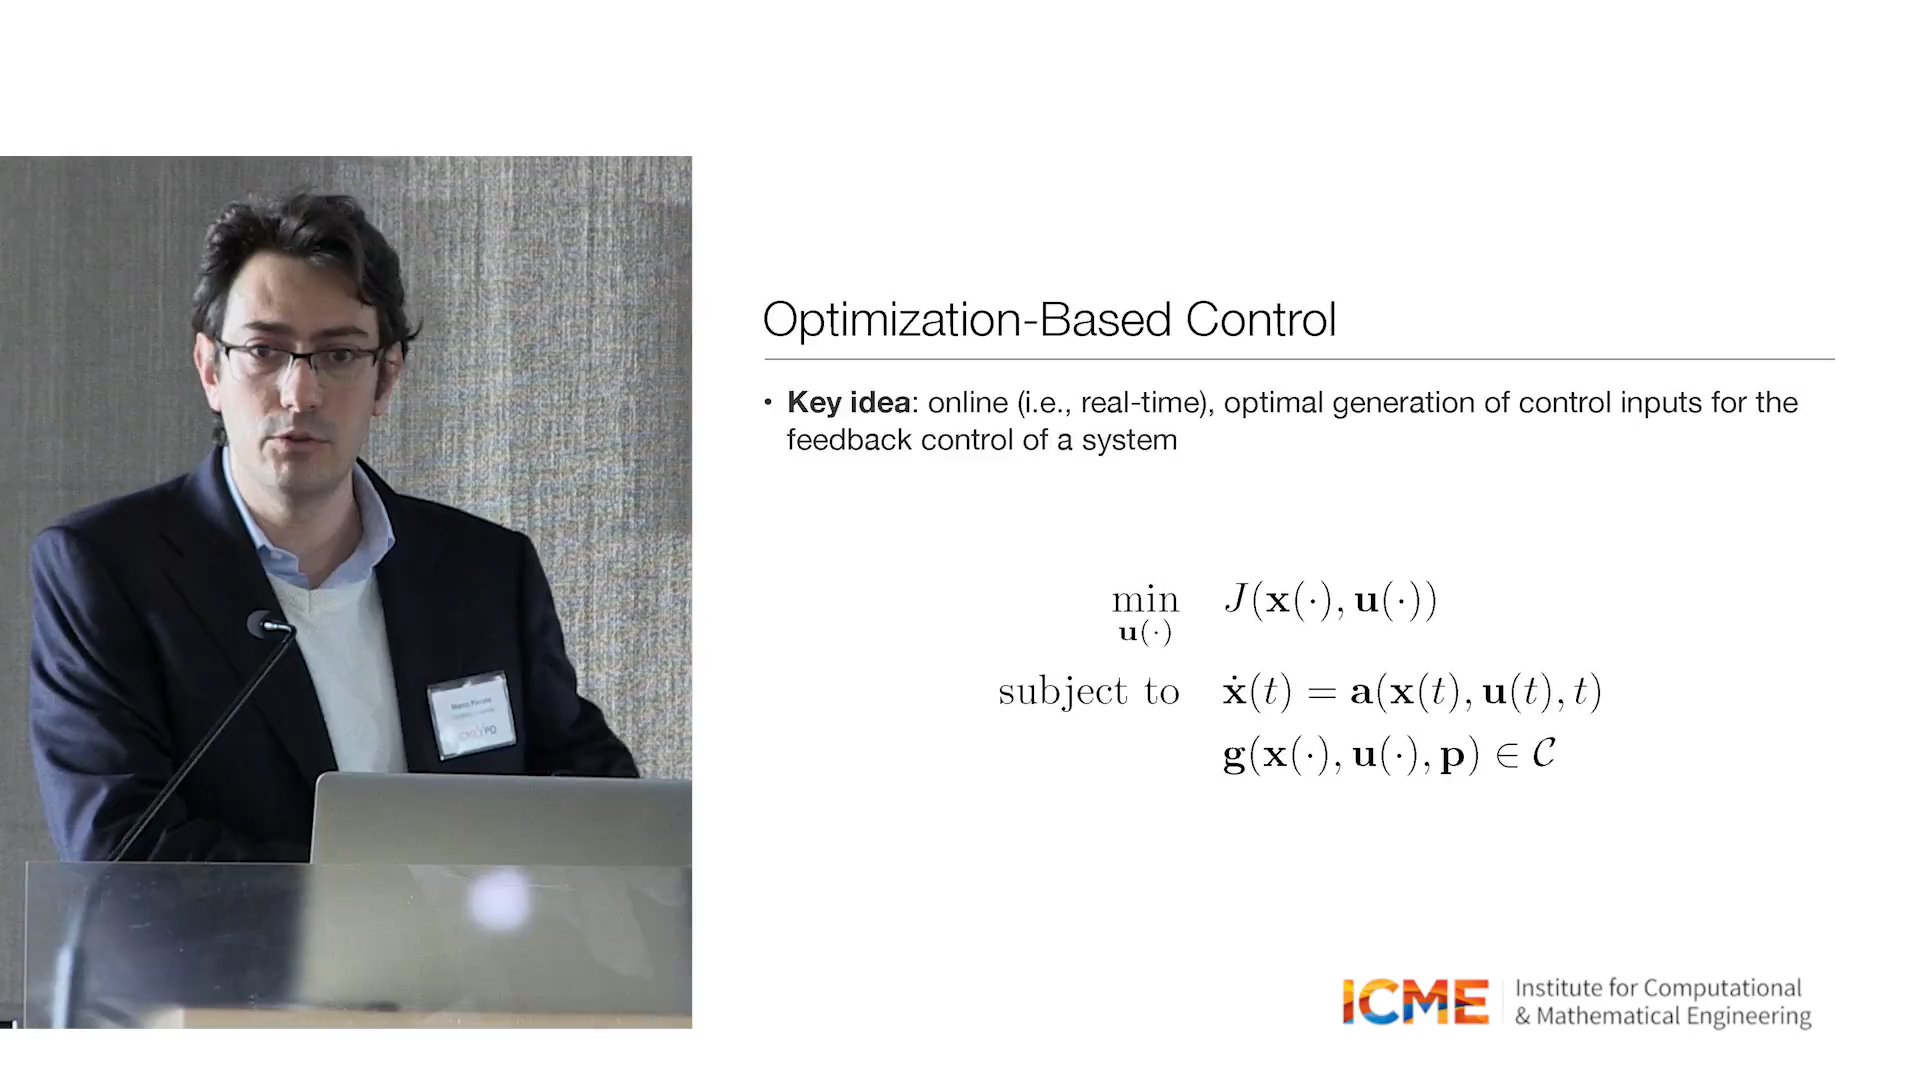 Optimization-Based Control
• Key idea: online (i.e., real-time), optimal generation of control inputs for the
feedback control of a system
min J(x(·), u(·))
u(·)
subject to ẋ(t) = a(x(t), u(t), t)
g(x(·), u(·), p) ∈ 𝒞
ICME
Institute for Computational
& Mathematical Engineering